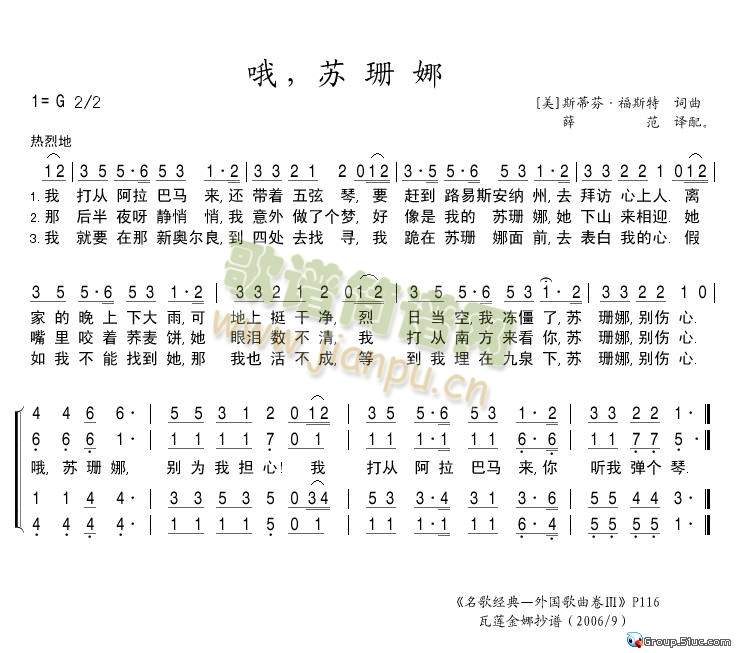 哦，苏珊娜
1=G 2/2
[美]斯蒂芬·福斯特 词曲
薛 范 译配。
热烈地
1 2 | 3 5 5·6 5 3 1·2 | 3 3 2 1 2 0 1 2 | 3·5 5·6 5 3 1·2 | 3 3 2 2 1 0 1 2 |
1. 我 打从 阿拉 巴马 来,还 带着 五弦 琴,要 赶到 路易斯安纳 州,去 拜访 心上人. 离
2. 那 后半 夜呀 静悄 悄,我 意外 做了个梦, 好 像是 我的 苏珊 娜,她 下山 来相迎. 她
3. 我 就要 在那 新奥尔良,到 四处 去找 寻, 我 跪在 苏珊 娜面 前,去 表白 我的心. 假
3 5 5·6 5 3 1·2 | 3 3 2 1 2 0 1 2 | 3·5 5·6 5 3 1·2 | 3 3 2 2 1 0 |
家 的 晚上 下大 雨,可 地上 挺干净, 烈 日当空,我 冻僵了,苏 珊娜,别伤 心.
嘴 里 咬着 荞麦 饼,她 眼泪 数不清, 我 打从 南方 来看 你,苏 珊娜,别伤 心.
如 我 不能 找到 她,那 我也 活不成, 等 到我 埋在 九泉 下,苏 珊娜,别伤 心.
4 4 6 6· | 5 5 3 1 2 0 1 2 | 3 5 5·6 5 3 1·2 | 3 3 2 2 1·
6 6 6 1· | 1 1 1 1 7 0 1 | 1 1 1·1 1 1 1· | 1 1 7 7 5·
哦, 苏 珊 娜, 别 为我 担 心! 我 打从 阿拉 巴马 来,你 听我 弹个 琴.
1 1 4 4· | 3 3 5 3 5 0 3 4 | 5 3 3·4 3 5 3· | 5 5 5 4 3·
4 4 4 4· | 1 1 1 1 5 0 1 | 1 1 1·1 1 1 1· | 5 5 5 5 1·
歌谱简谱网
www.jianpu.cn
《名歌经典—外国歌曲卷Ⅲ》P116
瓦莲金娜抄谱（2006/9）
Group.51uc.com